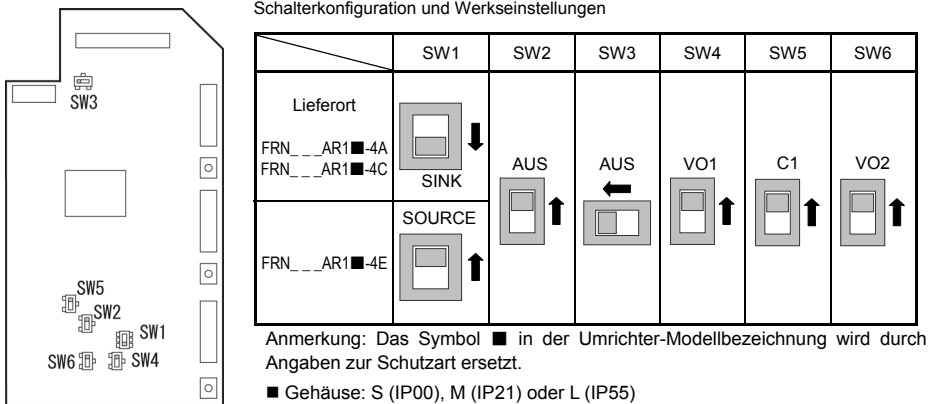 Schalterkonfiguration und Werkseinstellungen
SW1 SW2 SW3 SW4 SW5 SW6
Lieferort
FRN_ _ _AR1■-4A
FRN_ _ _AR1■-4C
SINK
AUS AUS VO1 C1 VO2
SOURCE
FRN_ _ _AR1■-4E
SW3
SW5
SW2
SW1
SW6 SW4
Anmerkung: Das Symbol ■ in der Umrichter-Modellbezeichnung wird durch
Angaben zur Schutzart ersetzt.
■ Gehäuse: S (IP00), M (IP21) oder L (IP55)